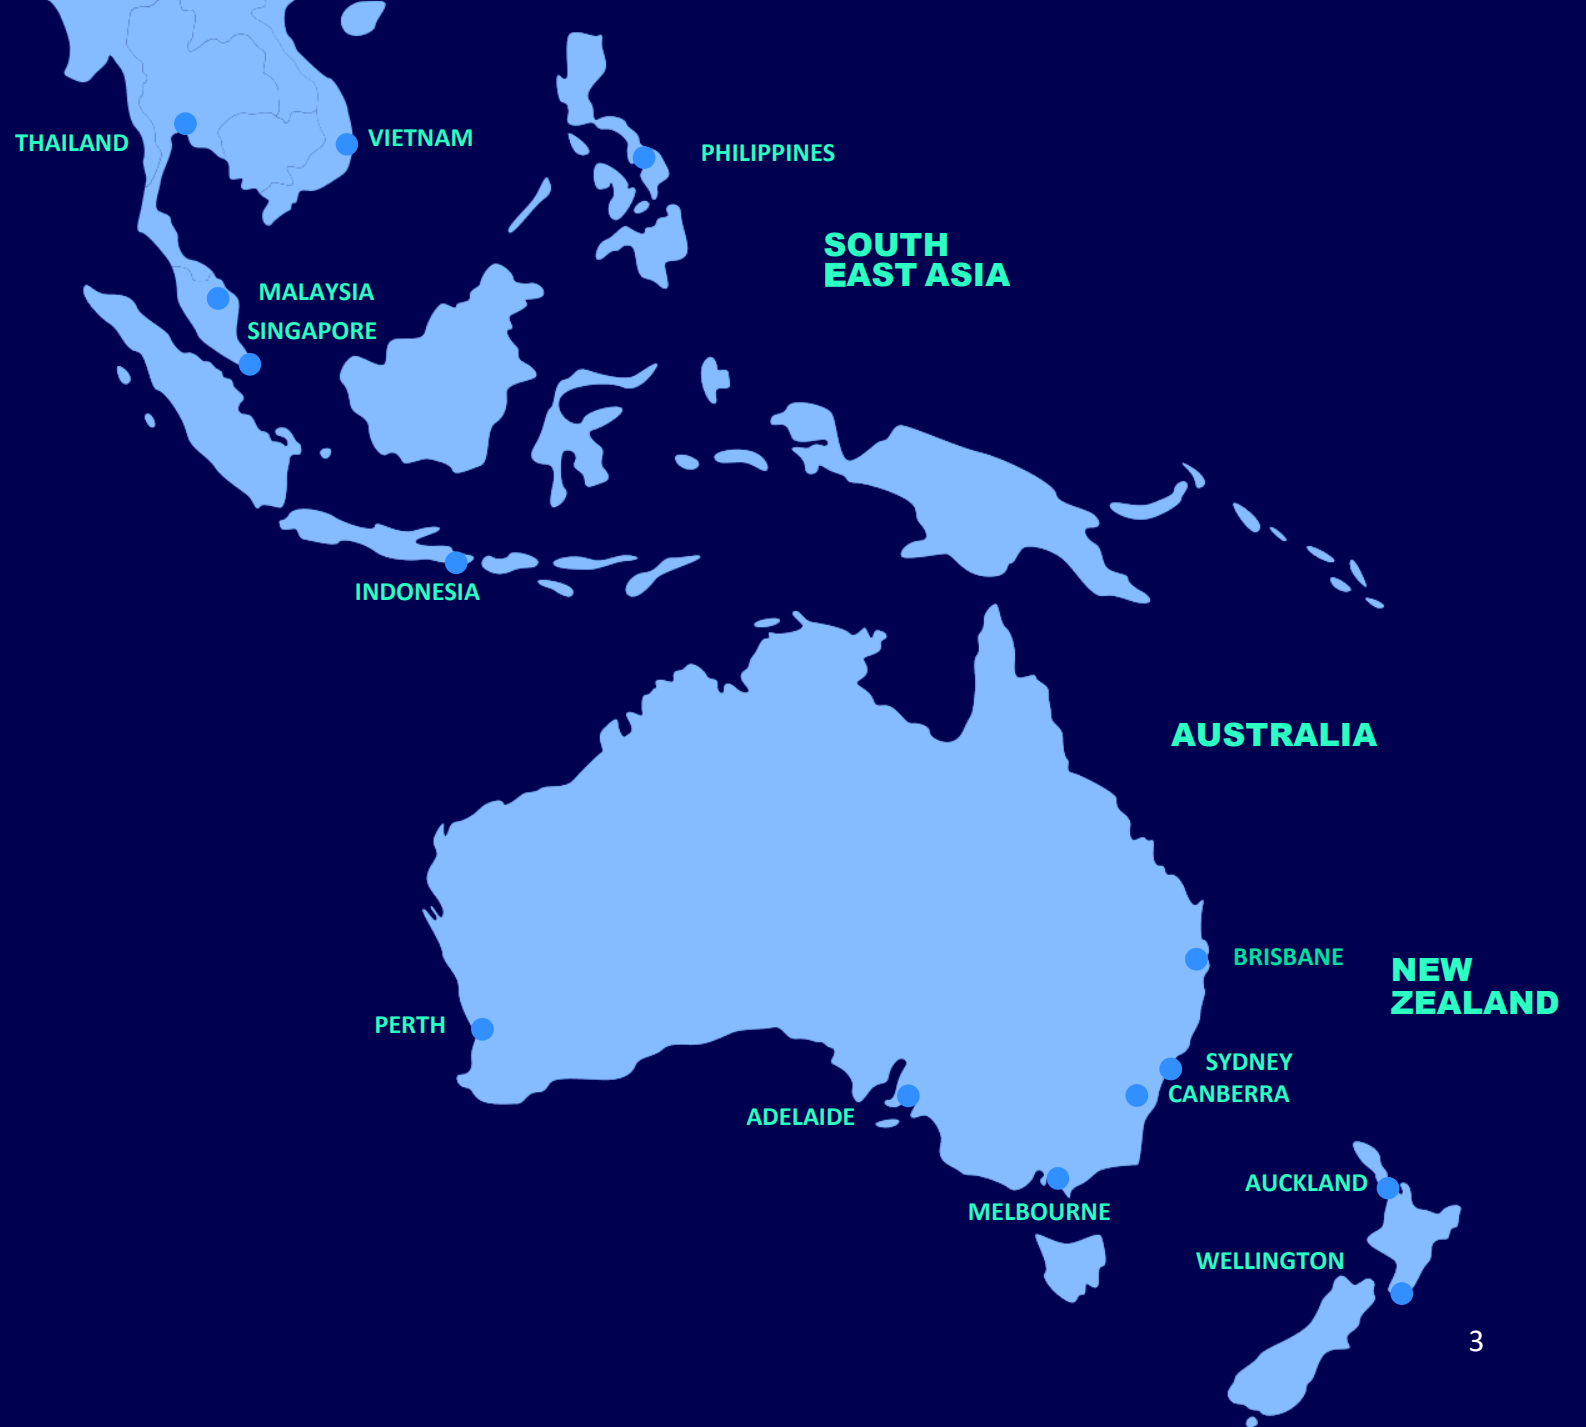 THAILAND
VIETNAM
PHILIPPINES
SOUTH
EAST ASIA
MALAYSIA
SINGAPORE
INDONESIA
AUSTRALIA
BRISBANE
NEW
ZEALAND
PERTH
SYDNEY
CANBERRA
ADELAIDE
MELBOURNE
AUCKLAND
WELLINGTON
3